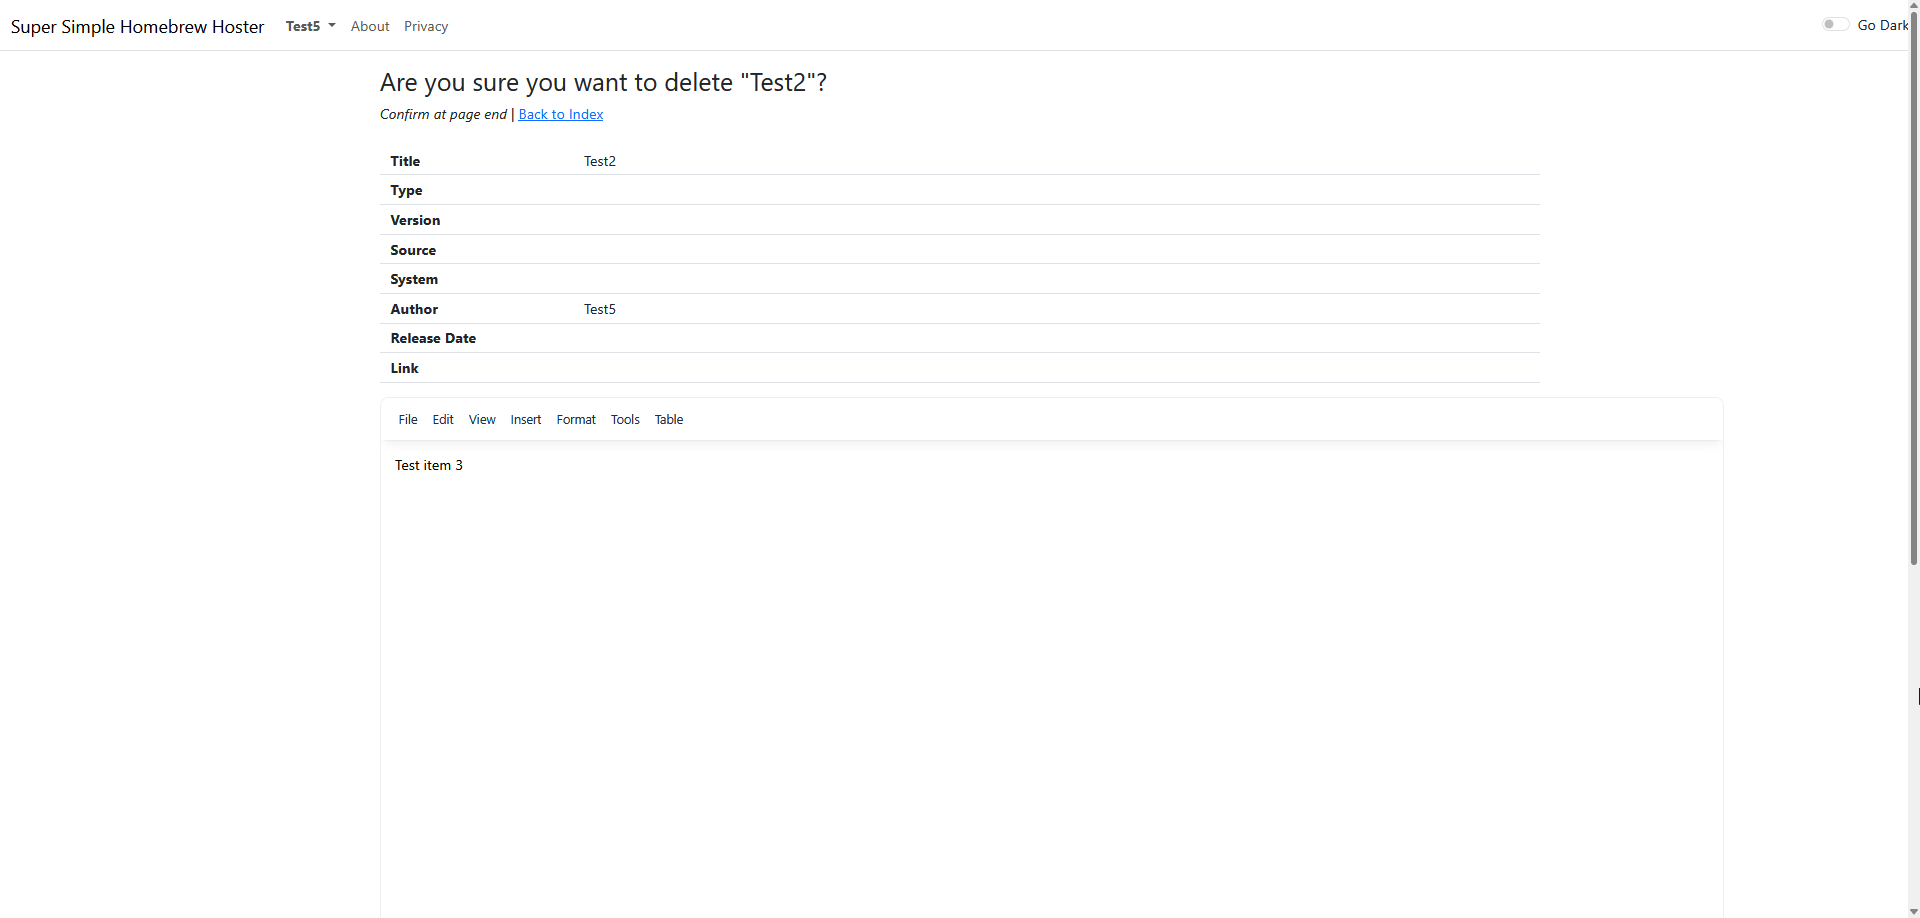 Super Simple Homebrew Hoster Test5 About Privacy Go Dark
Are you sure you want to delete "Test2"?
Confirm at page end | Back to Index
Title Test2
Type
Version
Source
System
Author Test5
Release Date
Link
File Edit View Insert Format Tools Table
Test item 3